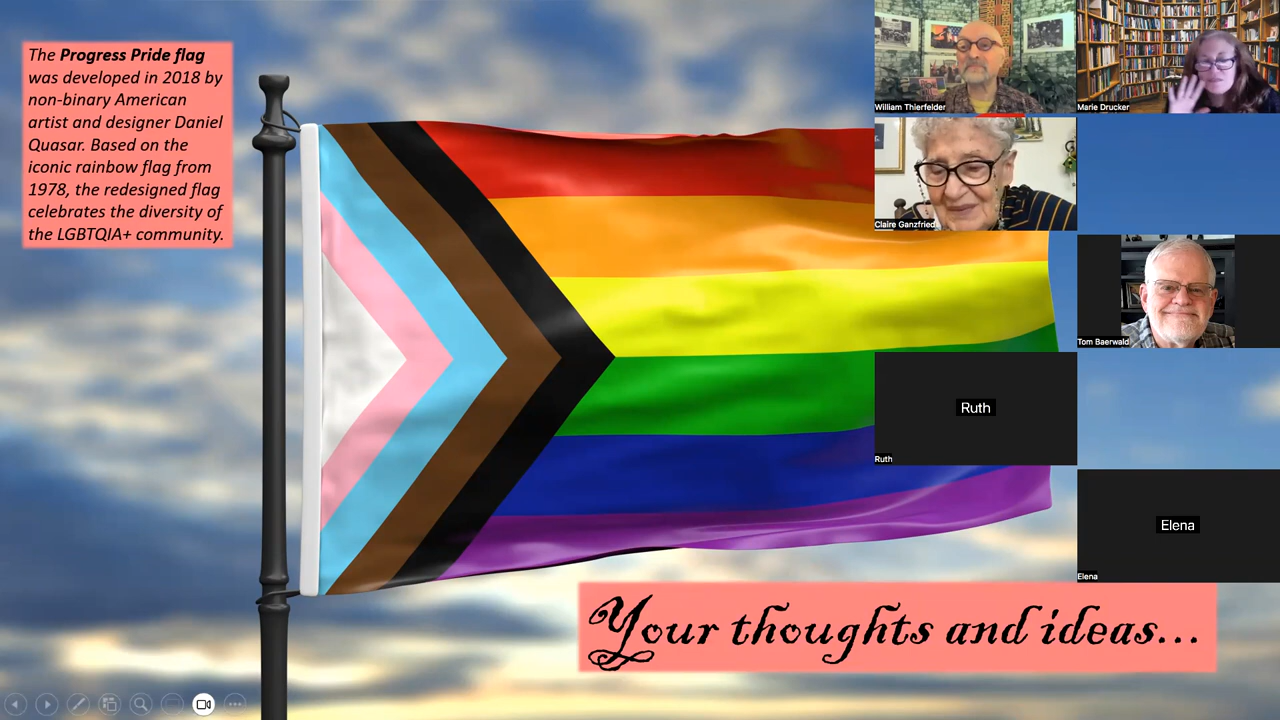 The Progress Pride flag
was developed in 2018 by
non-binary American
artist and designer Daniel
Quasar. Based on the
iconic rainbow flag from
1978, the redesigned flag
celebrates the diversity of
the LGBTQIA+ community.
William Thierfelder
Marie Drucker
Claire Ganzfried
Tom Baerwald
Ruth
Ruth
Elena
Elena
Your thoughts and ideas...